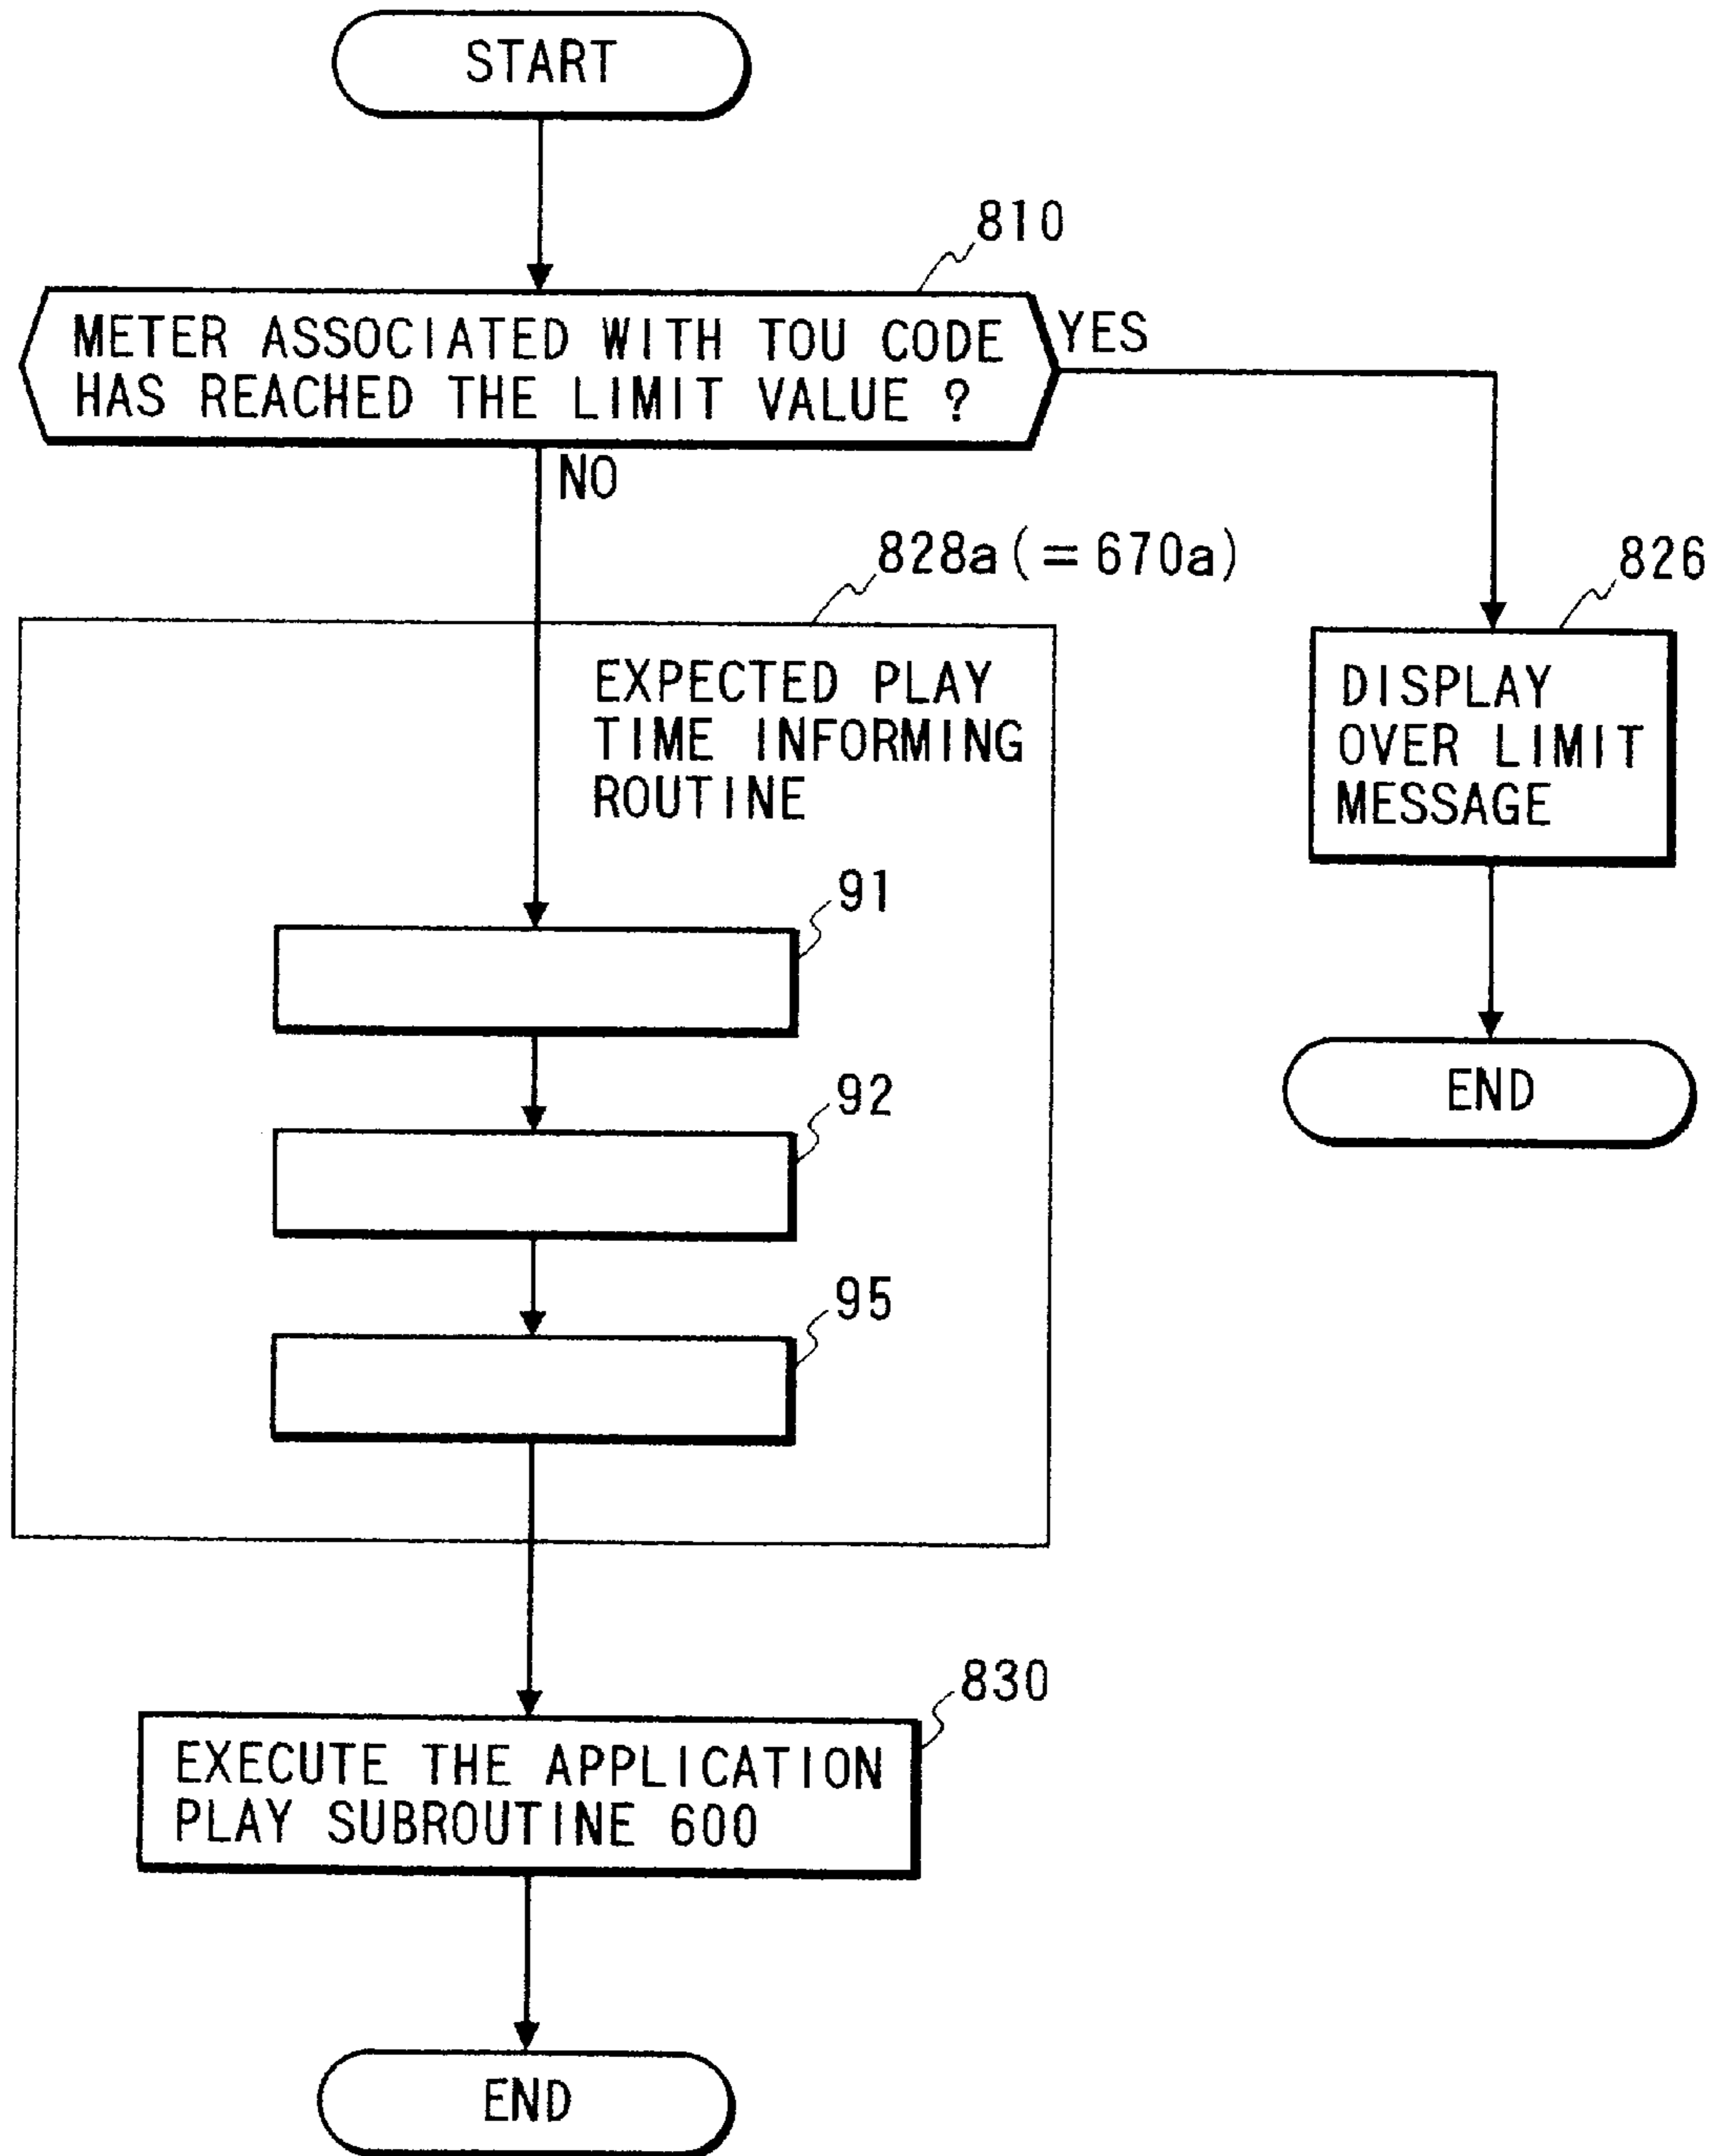 START
810
METER ASSOCIATED WITH TOU CODE
HAS REACHED THE LIMIT VALUE ?
YES
NO
828a (=670a)
826
EXPECTED PLAY
TIME INFORMING
ROUTINE
DISPLAY
OVER LIMIT
MESSAGE
91
END
92
95
830
EXECUTE THE APPLICATION
PLAY SUBROUTINE 600
END